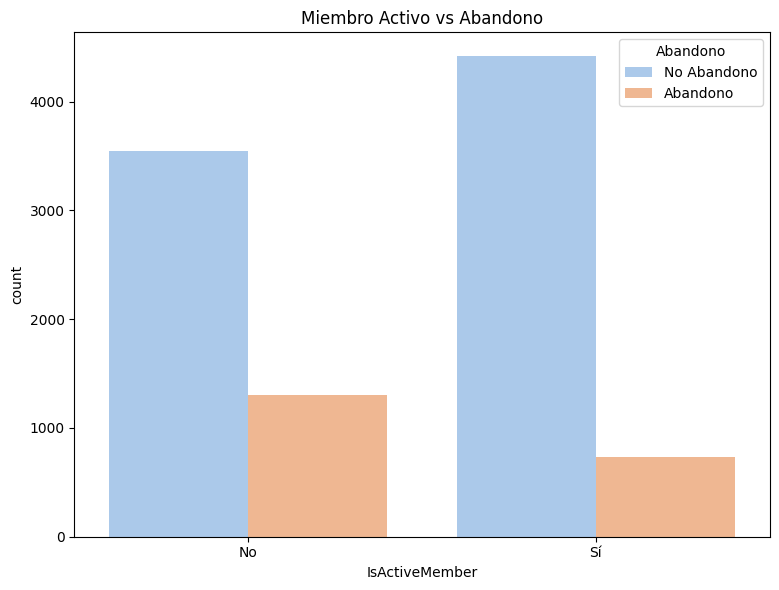 Miembro Activo vs Abandono
Abandono
No Abandono
Abandono
4000
3000
2000
1000
0
count
No
Sí
IsActiveMember